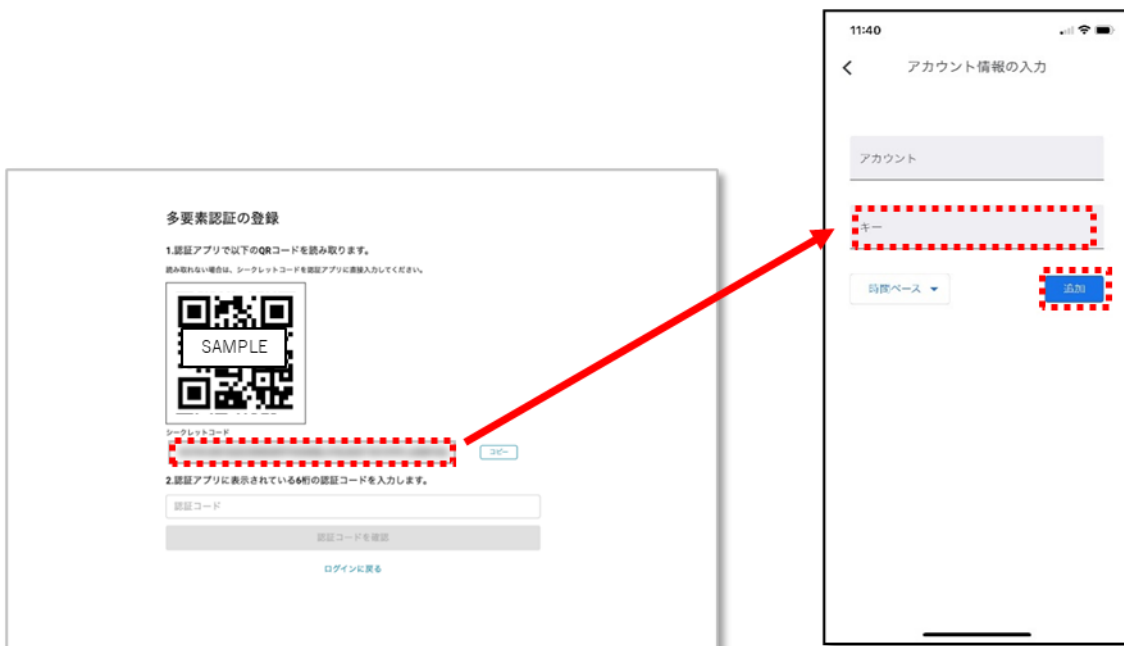 多要素認証の登録
1.認証アプリで以下のQRコードを読み取ります。
読み取れない場合は、シークレットコードを認証アプリに直接入力してください。
SAMPLE
シークレットコード
コピー
2.認証アプリに表示されている6桁の認証コードを入力します。
認証コード
認証コードを確認
ログインに戻る
11:40
アカウント情報の入力
アカウント
キー
時間ベース
追加